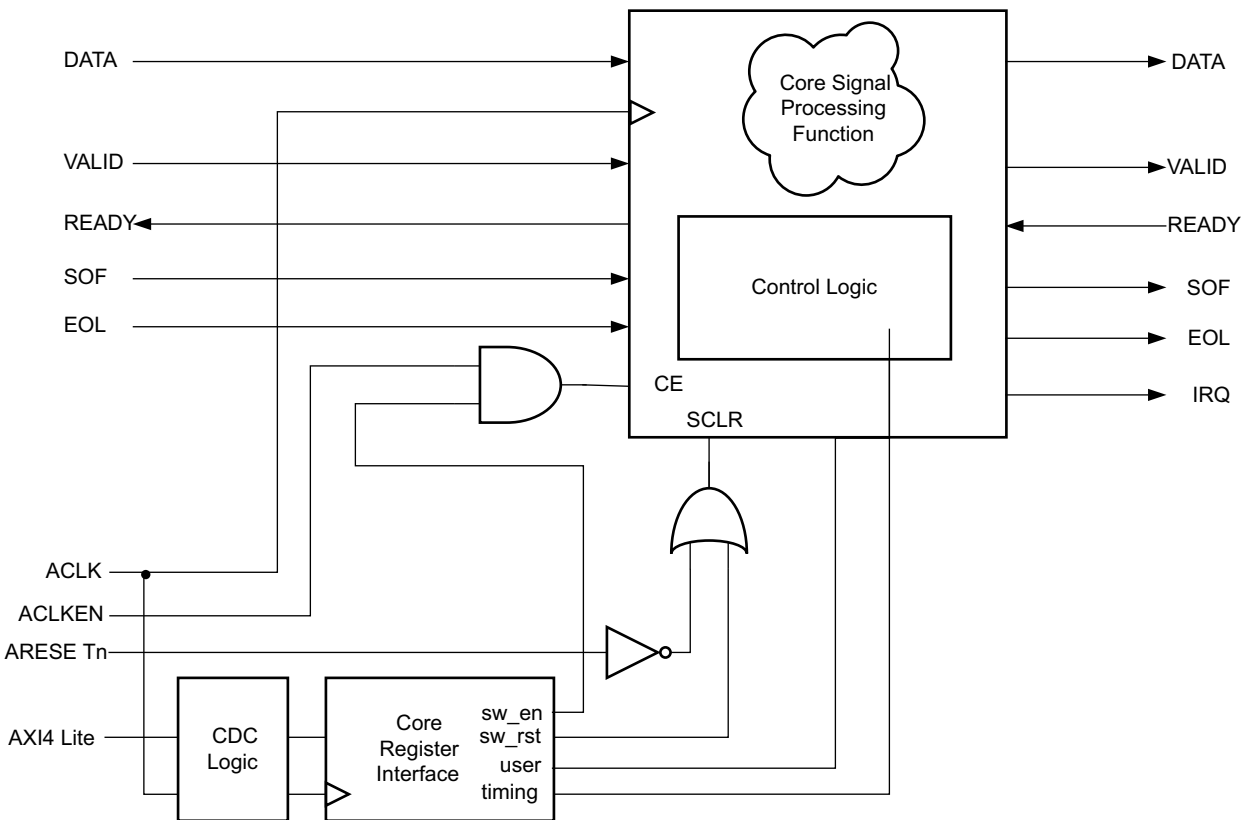 DATA
VALID
READY
SOF
EOL
Core Signal
Processing
Function
Control Logic
CE
SCLR
DATA
VALID
READY
SOF
EOL
IRQ
ACLK
ACLKEN
ARESE Tn
AXI4 Lite
CDC
Logic
Core
Register
Interface
sw_en
sw_rst
user
timing